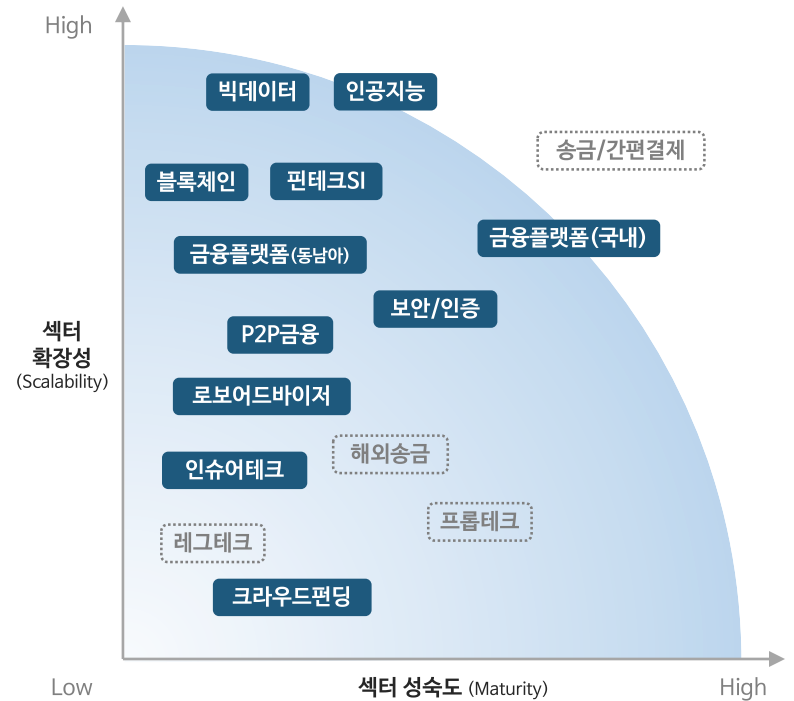 High
빅데이터
인공지능
송금/간편결제
블록체인
핀테크SI
금융플랫폼(국내)
금융플랫폼(동남아)
보안/인증
P2P금융
섹터
확장성
(Scalability)
로보어드바이저
해외송금
인슈어테크
프롭테크
레그테크
크라우드펀딩
Low
섹터 성숙도 (Maturity)
High